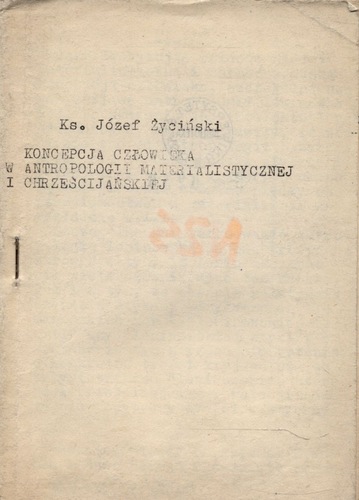 Ks. Józef Życiński
KONCEPCJA CZŁOWIEKA
W ANTROPOLOGII MATERIALISTYCZNEJ
I CHRZEŚCIJAŃSKIEJ